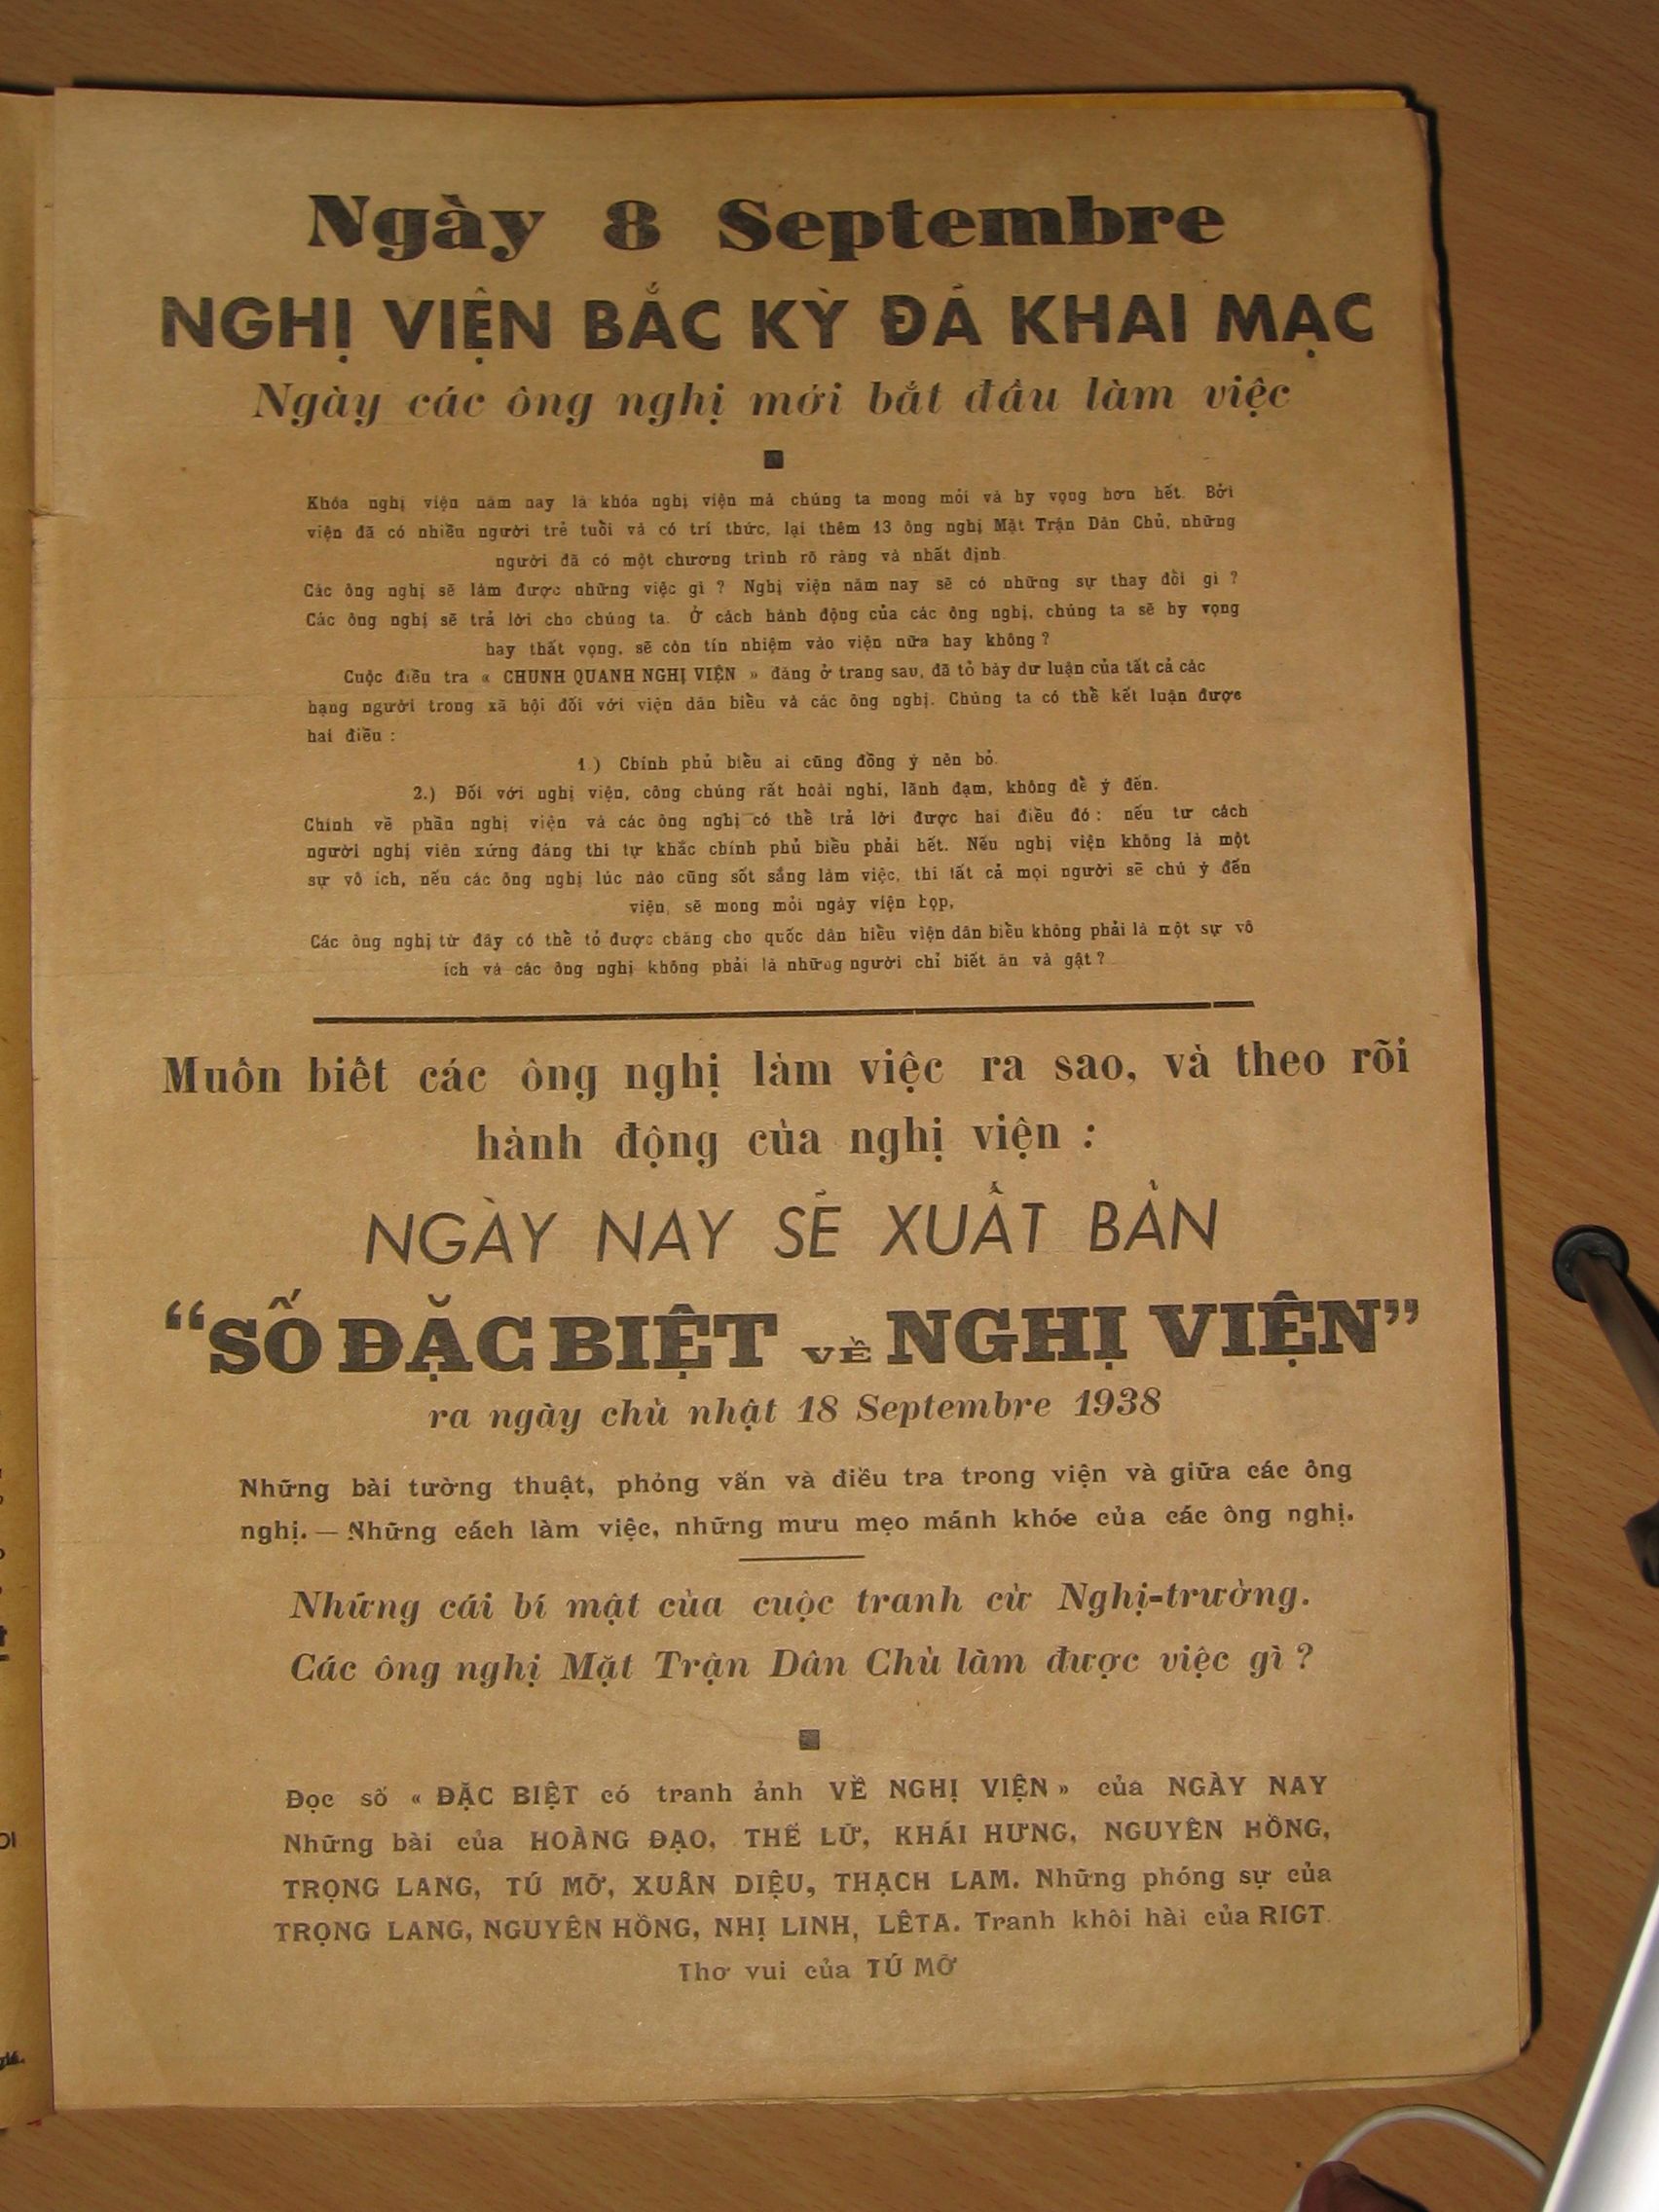 Ngày 8 Septembre
NGHỊ VIỆN BẮC KỲ ĐÃ KHAI MẠC
Ngày các ông nghị mới bắt đầu làm việc
Khóa nghị viện năm nay là khóa nghị viện mà chúng ta mong mỏi và hy vọng hơn hết. Bởi
viện đã có nhiều người trẻ tuổi và có trí thức, lại thêm 13 ông nghị Mặt Trận Dân Chủ, những
người đã có một chương trình rõ ràng và nhất định.
Các ông nghị sẽ làm được những việc gì ? Nghị viện năm nay sẽ có những sự thay đổi gì ?
Các ông nghị sẽ trả lời cho chúng ta. Ở cách hành động của các ông nghị, chúng ta sẽ hy vọng
hay thất vọng, sẽ còn tín nhiệm vào viện nữa hay không ?
Cuộc điều tra « CHUNH QUANH NGHỊ VIỆN » đăng ở trang sau, đã tỏ bày dư luận của tất cả các
hạng người trong xã hội đối với viện dân biểu và các ông nghị. Chúng ta có thể kết luận được
hai điều :
1.) Chính phủ biểu ai cũng đồng ý nên bỏ.
2.) Đối với nghị viện, công chúng rất hoài nghi, lãnh đạm, không để ý đến.
Chính về phần nghị viện và các ông nghị có thể trả lời được hai điều đó : nếu tư cách
người nghị viên xứng đáng thì tự khắc chính phủ biểu phải hết. Nếu nghị viện không là một
sự vô ích, nếu các ông nghị lúc nào cũng sốt sắng làm việc, thì tất cả mọi người sẽ chú ý đến
viện, sẽ mong mỏi ngày viện họp,
Các ông nghị từ đây có thể tỏ được chăng cho quốc dân hiểu viện dân biểu không phải là một sự vô
ích và các ông nghị không phải là những người chỉ biết ăn và gật ?
Muốn biết các ông nghị làm việc ra sao, và theo rõi
hành động của nghị viện :
NGÀY NAY SẼ XUẤT BẢN
“SỐ ĐẶC BIỆT VỀ NGHỊ VIỆN”
ra ngày chủ nhật 18 Septembre 1938
Những bài tường thuật, phỏng vấn và điều tra trong viện và giữa các ông
nghị. — Những cách làm việc, những mưu mẹo mánh khóe của các ông nghị.
Những cái bí mật của cuộc tranh cử Nghị-trường.
Các ông nghị Mặt Trận Dân Chủ làm được việc gì ?
Đọc số « ĐẶC BIỆT có tranh ảnh VỀ NGHỊ VIỆN » của NGÀY NAY
Những bài của HOÀNG ĐẠO, THẾ LỮ, KHÁI HƯNG, NGUYÊN HỒNG,
TRỌNG LANG, TÚ MỠ, XUÂN DIỆU, THẠCH LAM. Những phóng sự của
TRỌNG LANG, NGUYÊN HỒNG, NHỊ LINH, LÊTA. Tranh khôi hài của RIGT.
Thơ vui của TÚ MỠ